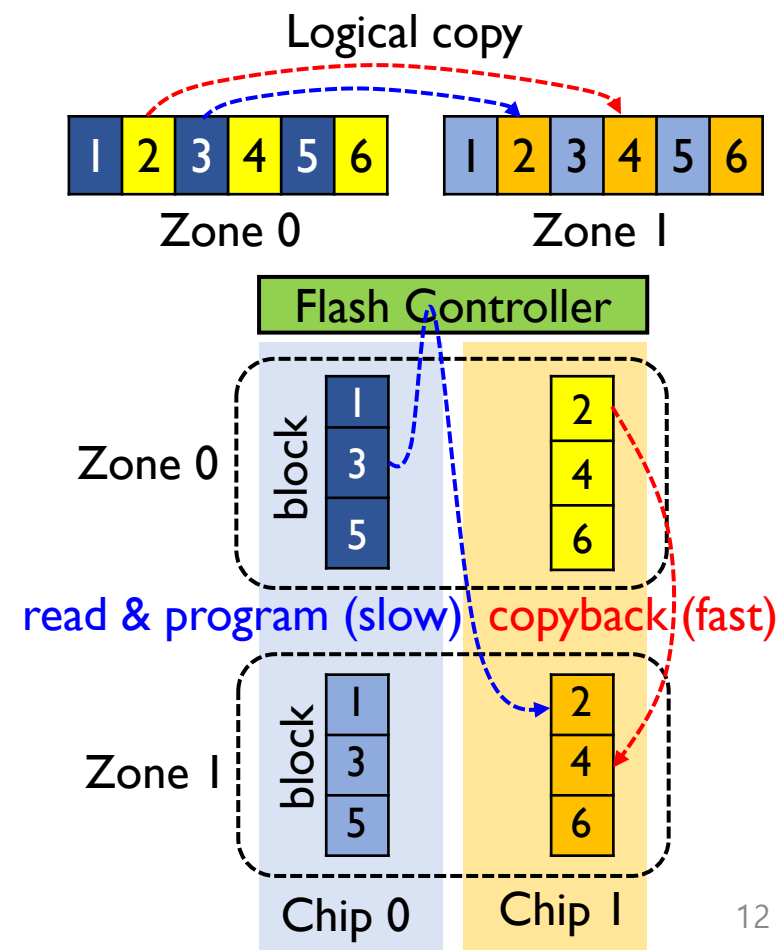 Logical copy
1 2 3 4 5 6 1 2 3 4 5 6
Zone 0 Zone 1
Flash Controller
Zone 0
block
1
3
5
2
4
6
read & program (slow) copyback (fast)
Zone 1
block
1
3
5
2
4
6
Chip 0 Chip 1
12